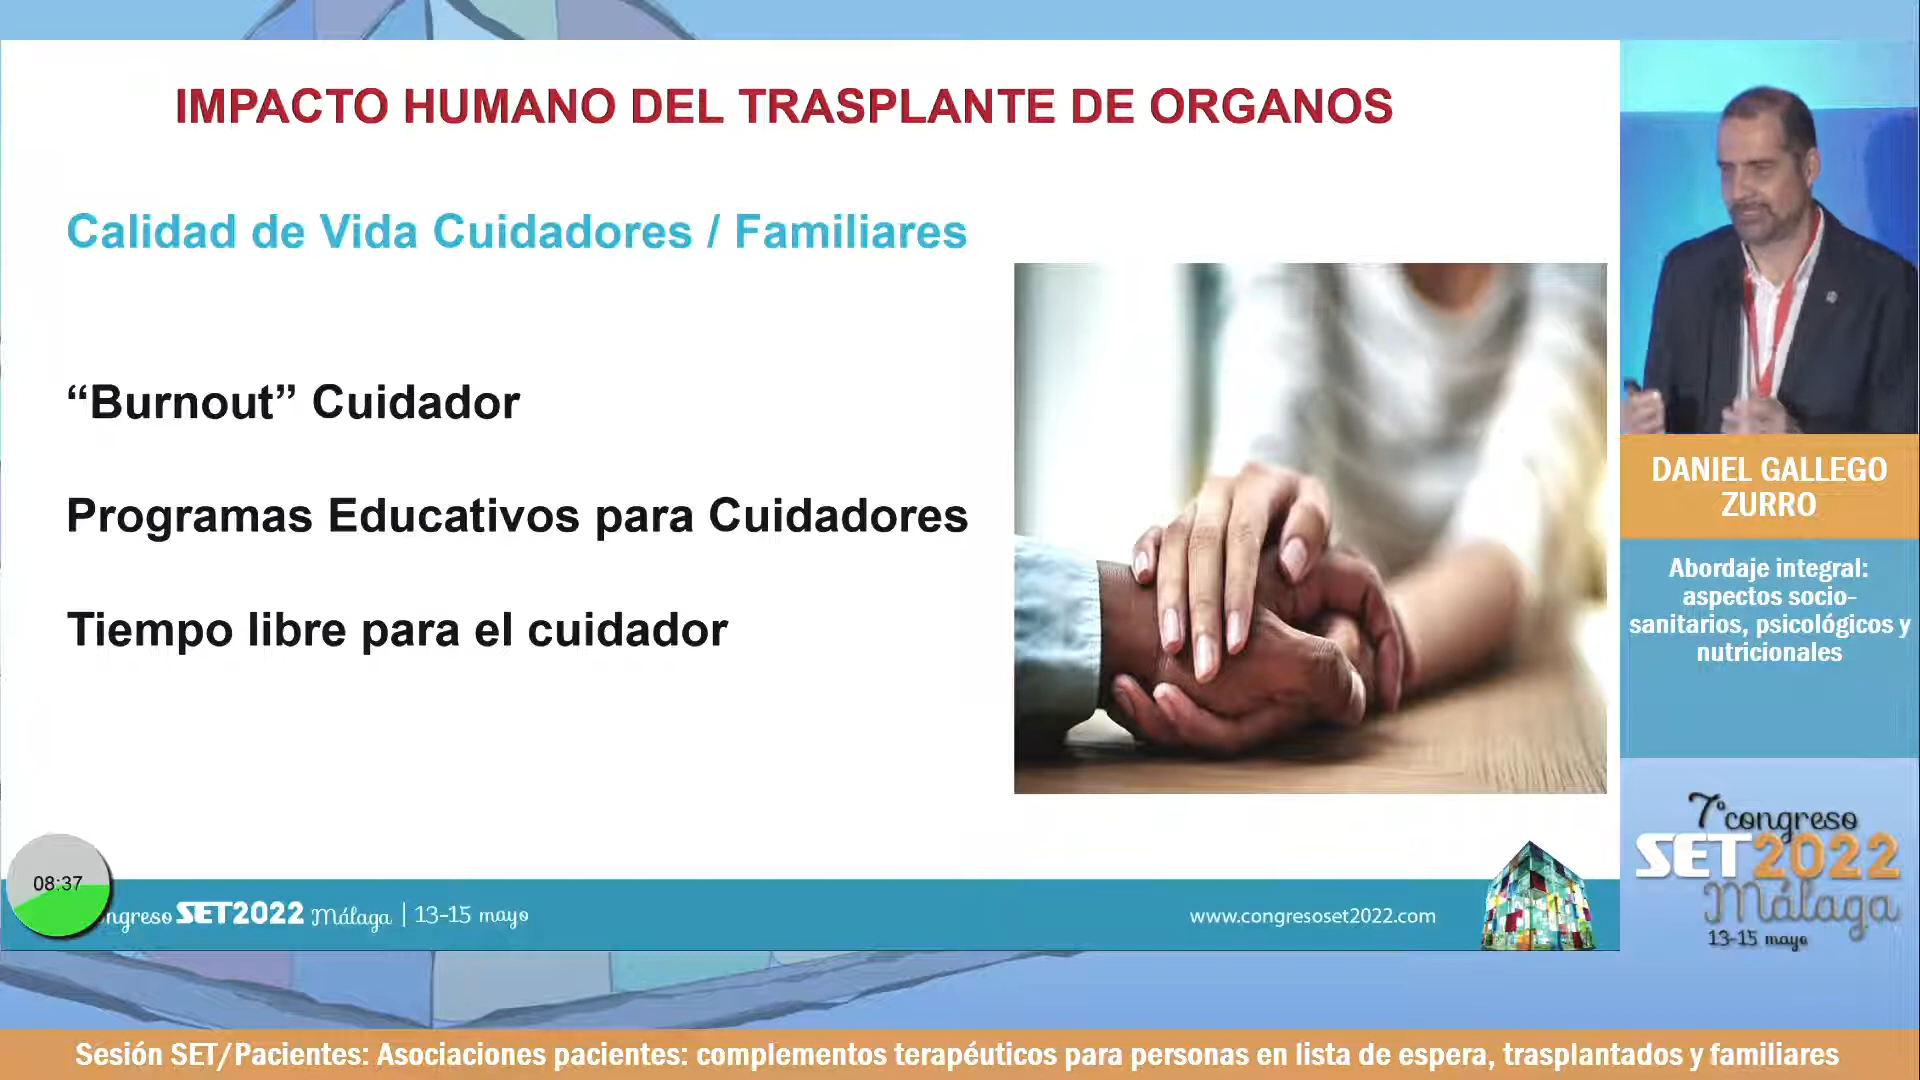 IMPACTO HUMANO DEL TRASPLANTE DE ORGANOS
Calidad de Vida Cuidadores / Familiares
“Burnout” Cuidador
Programas Educativos para Cuidadores
Tiempo libre para el cuidador
08:37
ngreso SET2022 Málaga | 13-15 mayo
www.congresoset2022.com
DANIEL GALLEGO
ZURRO
Abordaje integral:
aspectos socio-
sanitarios, psicológicos y
nutricionales
7º congreso
SET2022
Málaga
13-15 mayo
Sesión SET/Pacientes: Asociaciones pacientes: complementos terapéuticos para personas en lista de espera, trasplantados y familiares